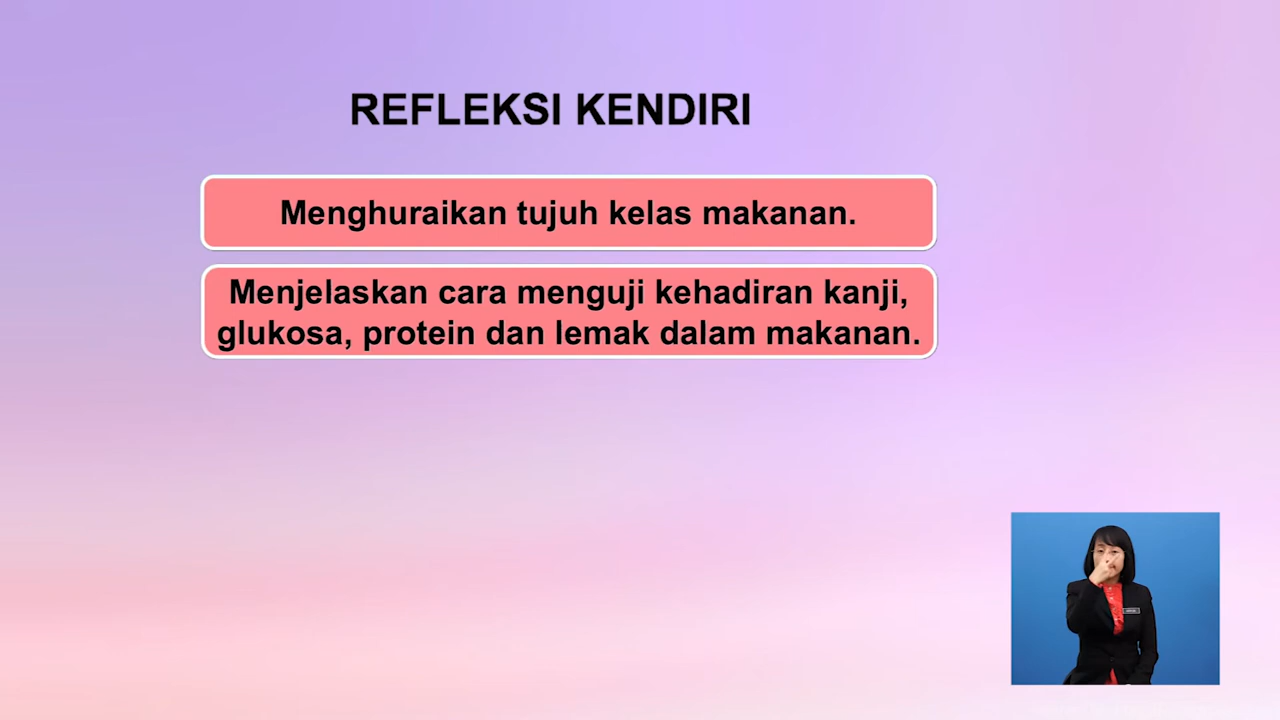 REFLEKSI KENDIRI
Menghuraikan tujuh kelas makanan.
Menjelaskan cara menguji kehadiran kanji,
glukosa, protein dan lemak dalam makanan.